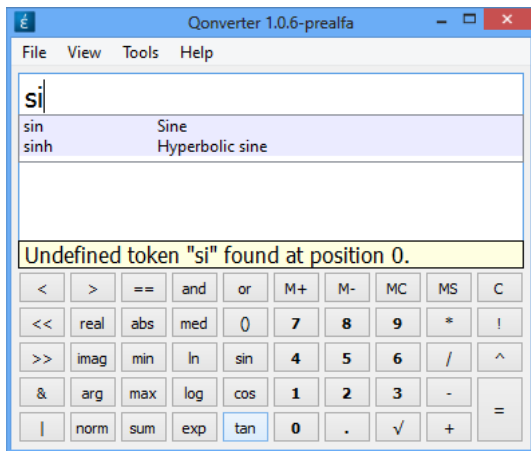 Qonverter 1.0.6-prealfa
File View Tools Help
si
sin Sine
sinh Hyperbolic sine
Undefined token "si" found at position 0.
< > == and or M+ M- MC MS C
<< real abs med () 7 8 9 * !
>> imag min ln sin 4 5 6 / ^
& arg max log cos 1 2 3 - =
| norm sum exp tan 0 . √ +